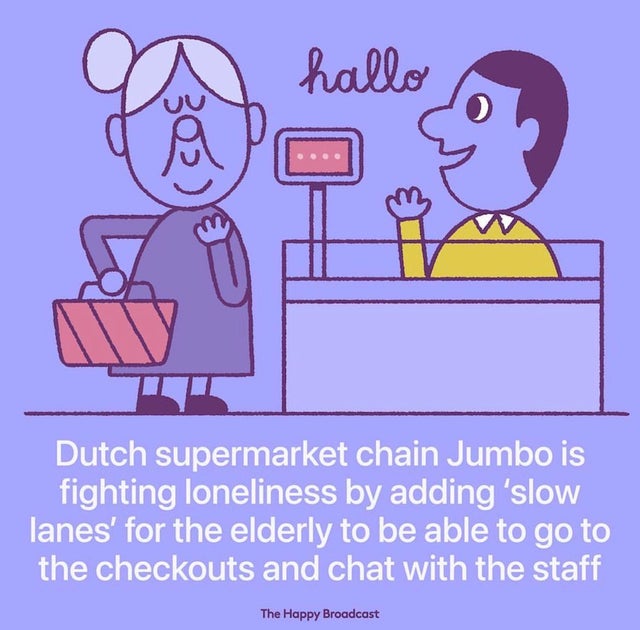 hallo
Dutch supermarket chain Jumbo is
fighting loneliness by adding ‘slow
lanes’ for the elderly to be able to go to
the checkouts and chat with the staff
The Happy Broadcast